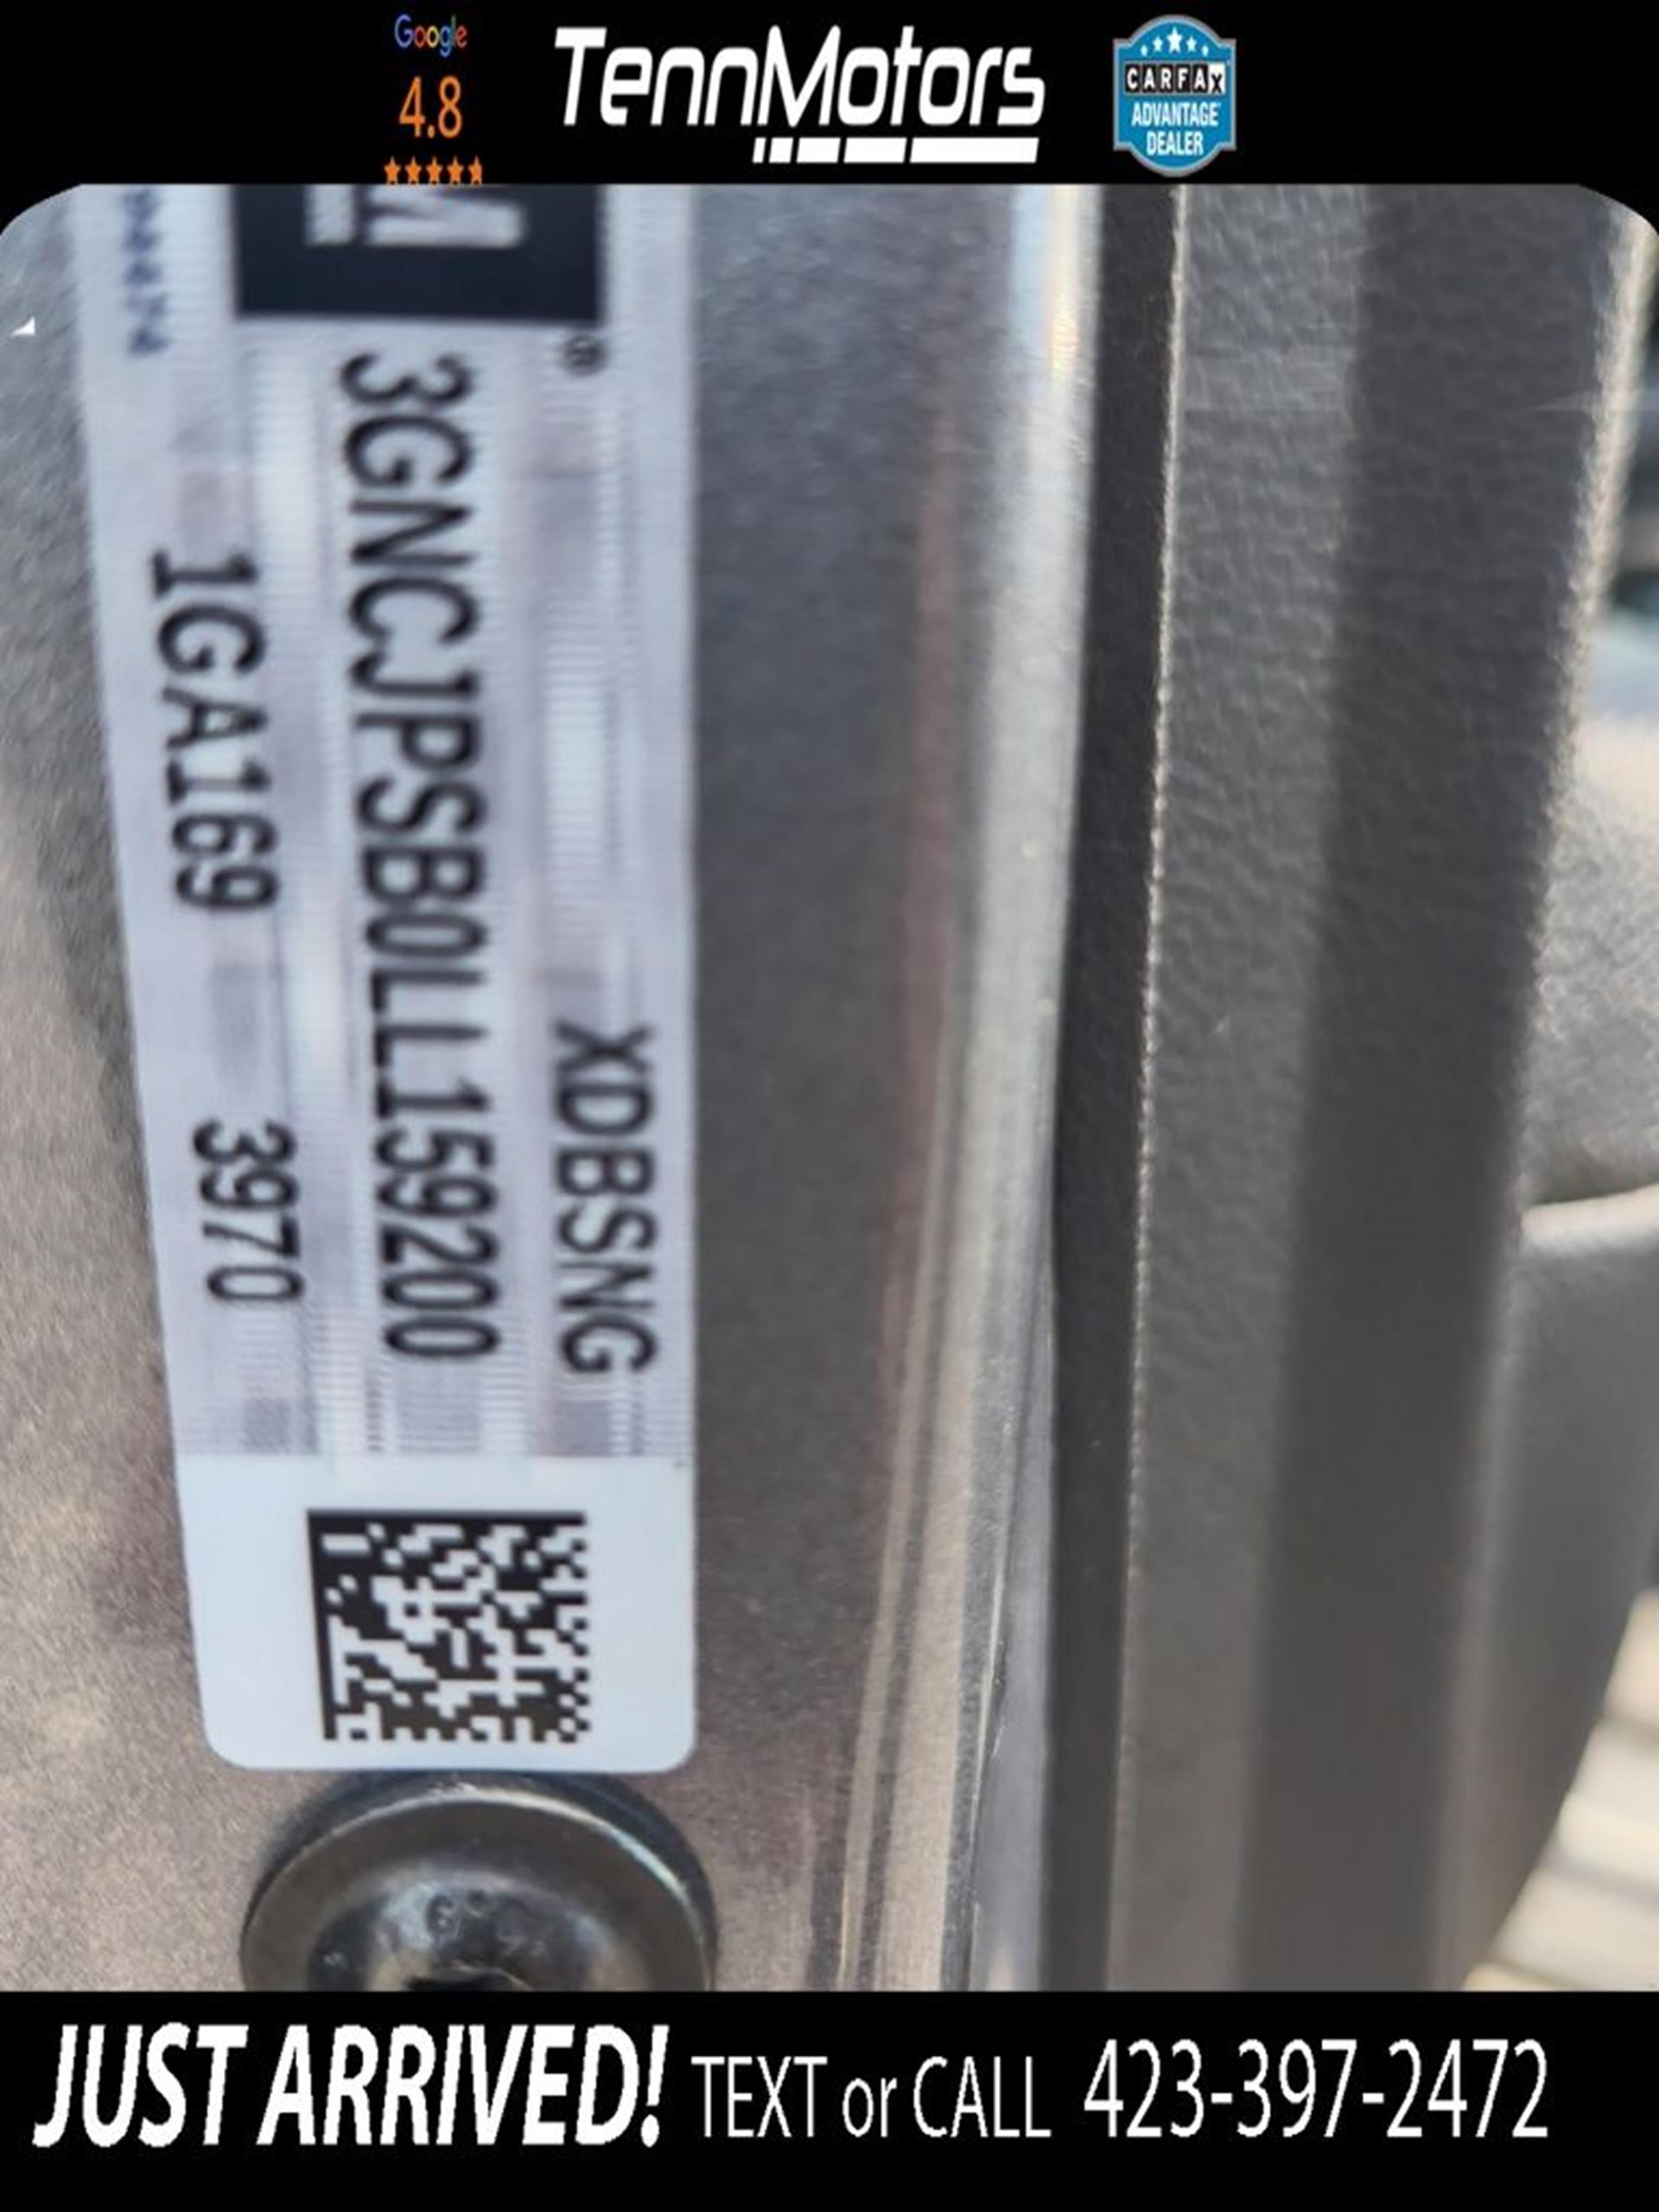 Google
4.8
TennMotors
CARFAX
ADVANTAGE
DEALER
XDBSNG
3GNCJPSB0LL159200
1GA169 3970
JUST ARRIVED! TEXT or CALL 423-397-2472